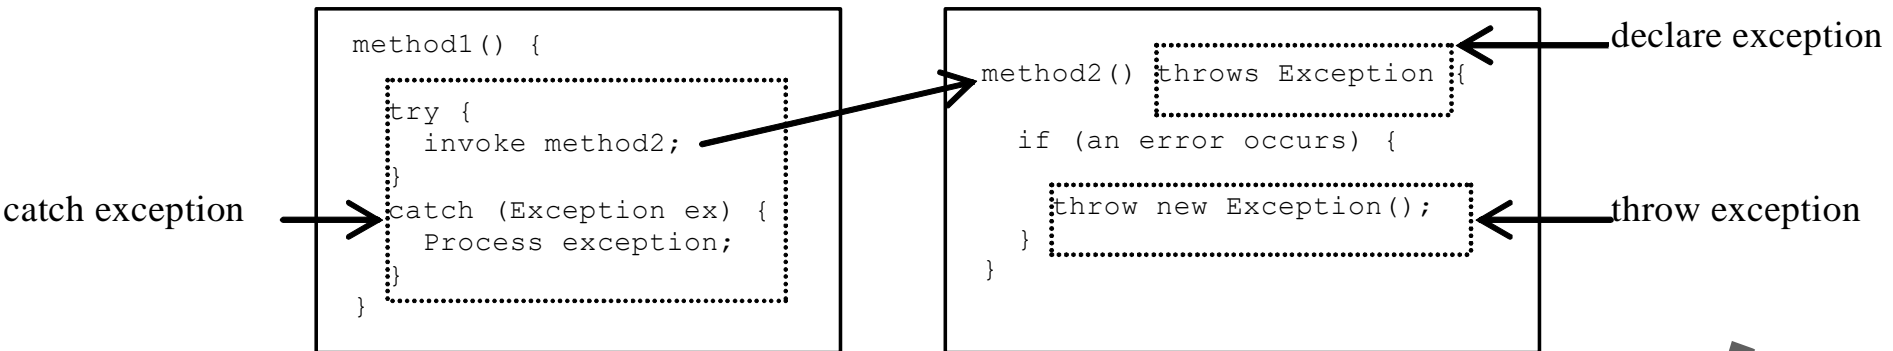 method1() {
try {
invoke method2;
}
catch exception
catch (Exception ex) {
Process exception;
}
}
declare exception
method2() throws Exception {
if (an error occurs) {
throw new Exception();
throw exception
}
}